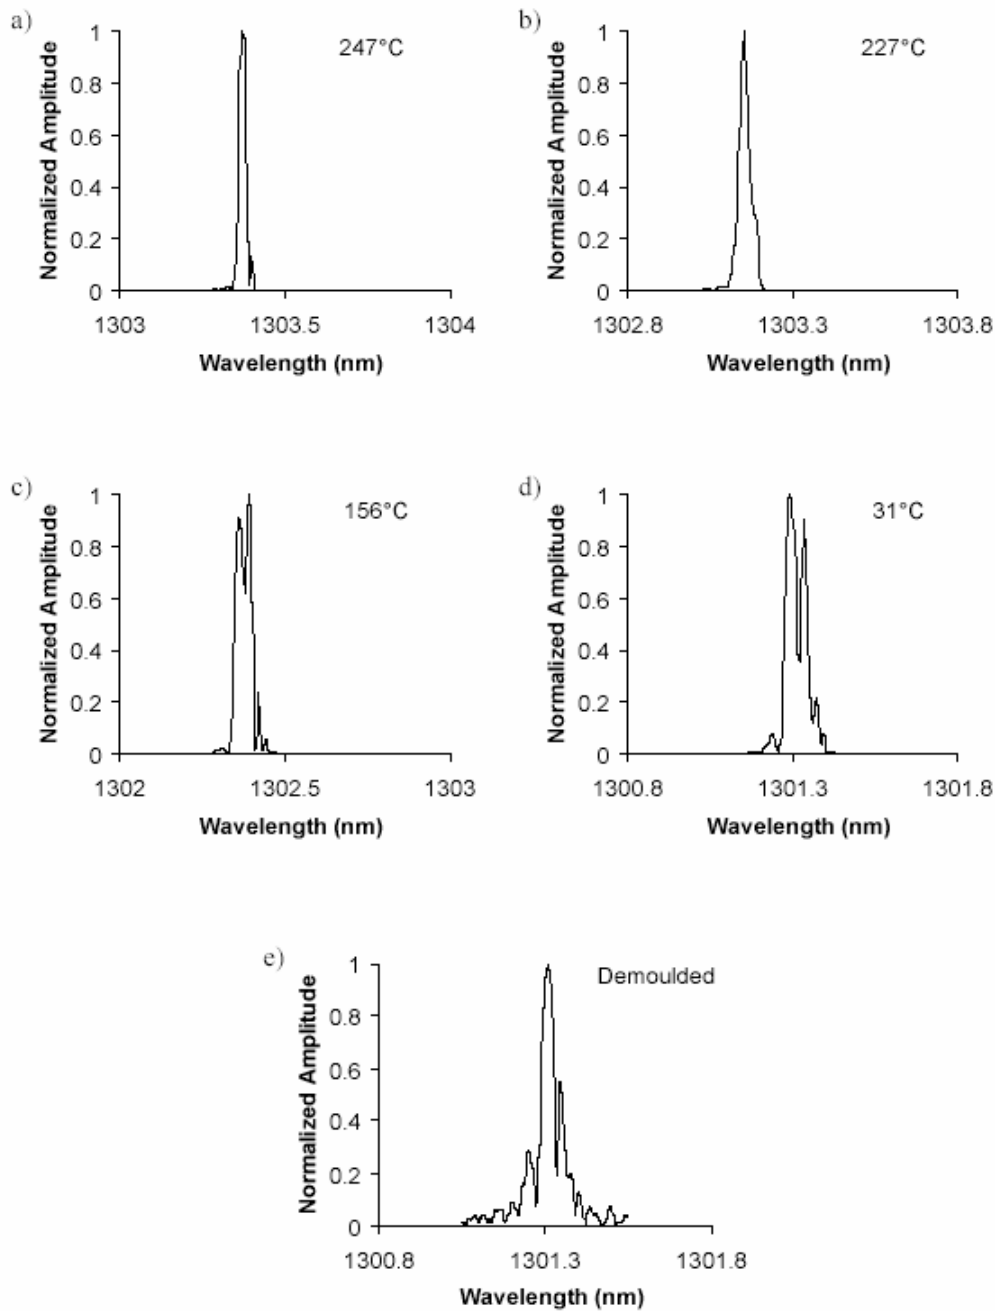 a)
247°C
Normalized Amplitude
1
0.8
0.6
0.4
0.2
0
1303 1303.5 1304
Wavelength (nm)
b)
227°C
Normalized Amplitude
1
0.8
0.6
0.4
0.2
0
1302.8 1303.3 1303.8
Wavelength (nm)
c)
156°C
Normalized Amplitude
1
0.8
0.6
0.4
0.2
0
1302 1302.5 1303
Wavelength (nm)
d)
31°C
Normalized Amplitude
1
0.8
0.6
0.4
0.2
0
1300.8 1301.3 1301.8
Wavelength (nm)
e)
Demoulded
Normalized Amplitude
1
0.8
0.6
0.4
0.2
0
1300.8 1301.3 1301.8
Wavelength (nm)